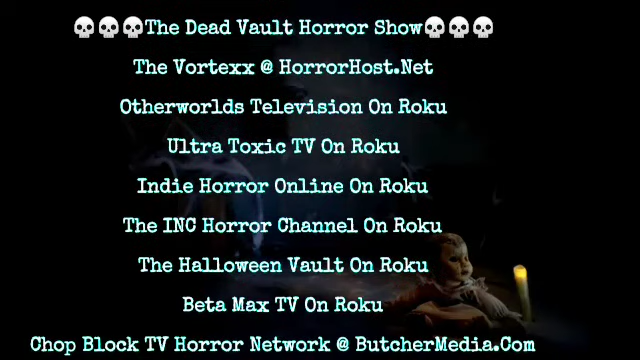 💀💀💀The Dead Vault Horror Show💀💀💀
The Vortexx @ HorrorHost.Net
Otherworlds Television On Roku
Ultra Toxic TV On Roku
Indie Horror Online On Roku
The INC Horror Channel On Roku
The Halloween Vault On Roku
Beta Max TV On Roku
Chop Block TV Horror Network @ ButcherMedia.Com